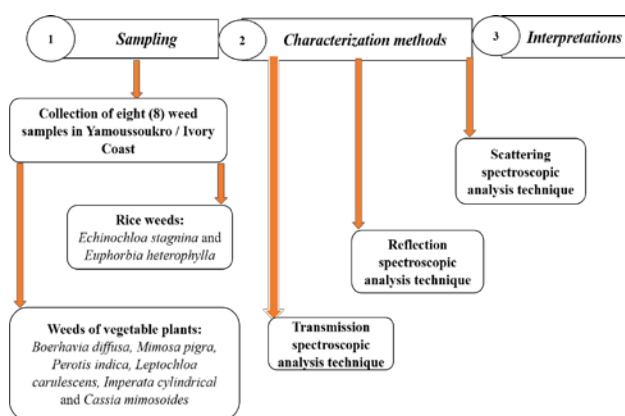 1
Sampling
2
Characterization methods
3
Interpretations
Collection of eight (8) weed
samples in Yamoussoukro / Ivory
Coast
Rice weeds:
Echinochloa stagnina and
Euphorbia heterophylla
Weeds of vegetable plants:
Boerhavia diffusa, Mimosa pigra,
Perotis indica, Leptochloa
carulescens, Imperata cylindrical
and Cassia mimosoides
Transmission
spectroscopic
analysis technique
Reflection
spectroscopic
analysis technique
Scattering
spectroscopic analysis
technique